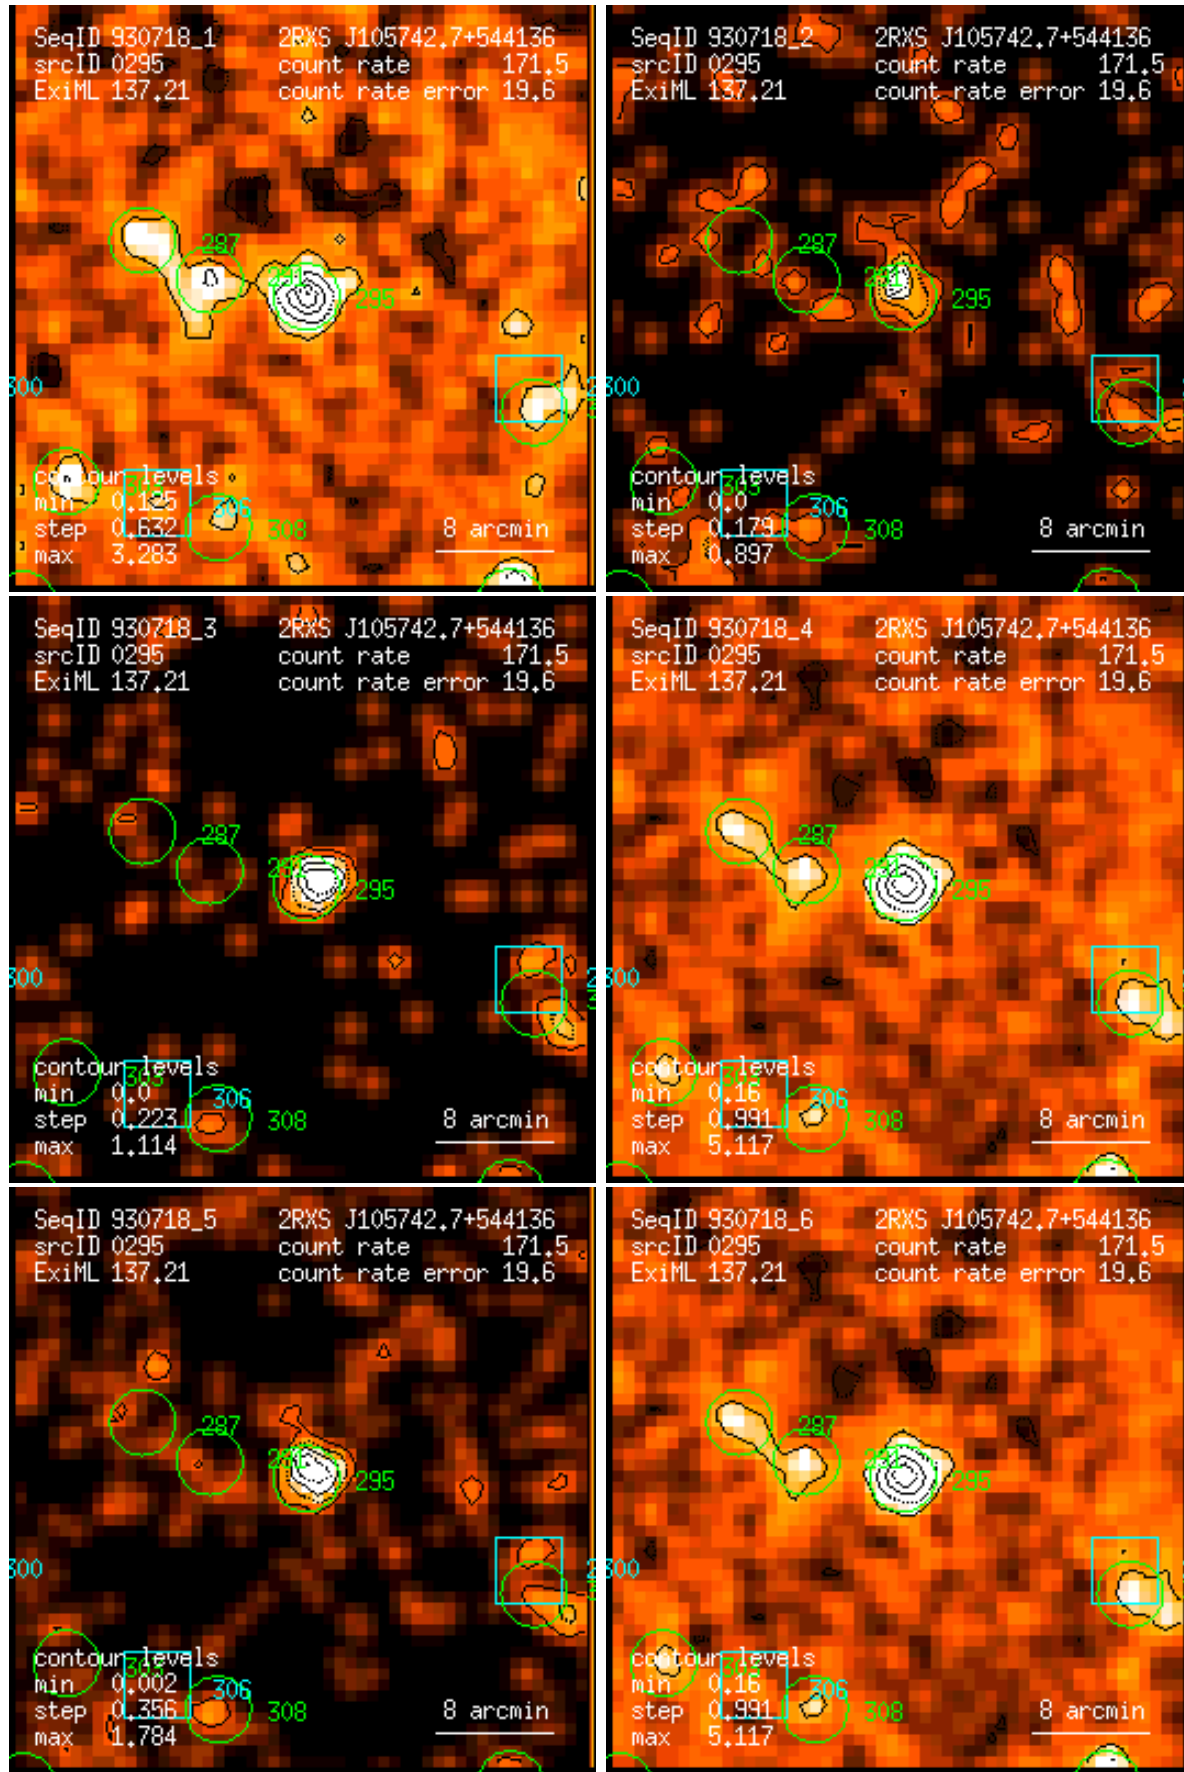 SeqID 930718_1 2RXS J105742.7+544136
srcID 0295 count rate 171.5
ExiML 137.21 count rate error 19.6
287
291
295
300
contour levels
303
min 0.125 306
step 0.632 308 8 arcmin
max 3.283
SeqID 930718_2 2RXS J105742.7+544136
srcID 0295 count rate 171.5
ExiML 137.21 count rate error 19.6
287
291
295
300
contour levels
303
min 0.0 306
step 0.179 308 8 arcmin
max 0.897
SeqID 930718_3 2RXS J105742.7+544136
srcID 0295 count rate 171.5
ExiML 137.21 count rate error 19.6
287
291
295
300
contour levels
303
min 0.0 306
step 0.223 308 8 arcmin
max 1.114
SeqID 930718_4 2RXS J105742.7+544136
srcID 0295 count rate 171.5
ExiML 137.21 count rate error 19.6
287
291
295
300
contour levels
303
min 0.16 306
step 0.991 308 8 arcmin
max 5.117
SeqID 930718_5 2RXS J105742.7+544136
srcID 0295 count rate 171.5
ExiML 137.21 count rate error 19.6
287
291
295
300
contour levels
303
min 0.002 306
step 0.356 308 8 arcmin
max 1.784
SeqID 930718_6 2RXS J105742.7+544136
srcID 0295 count rate 171.5
ExiML 137.21 count rate error 19.6
287
291
295
300
contour levels
303
min 0.16 306
step 0.991 308 8 arcmin
max 5.117